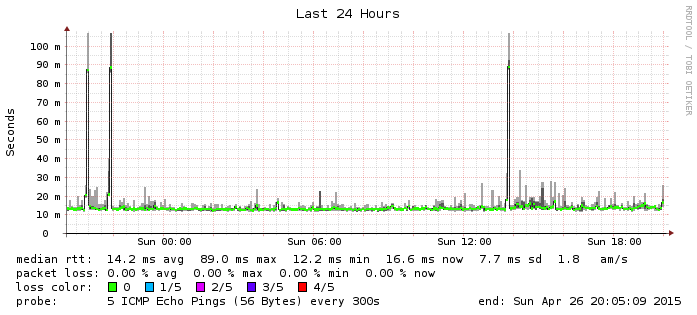 Last 24 Hours
RRDTOOL / TOBI OETIKER
Seconds
100 m
90 m
80 m
70 m
60 m
50 m
40 m
30 m
20 m
10 m
0
Sun 00:00 Sun 06:00 Sun 12:00 Sun 18:00
median rtt: 14.2 ms avg 89.0 ms max 12.2 ms min 16.6 ms now 7.7 ms sd 1.8 am/s
packet loss: 0.00 % avg 0.00 % max 0.00 % min 0.00 % now
loss color: 0 1/5 2/5 3/5 4/5
probe: 5 ICMP Echo Pings (56 Bytes) every 300s end: Sun Apr 26 20:05:09 2015